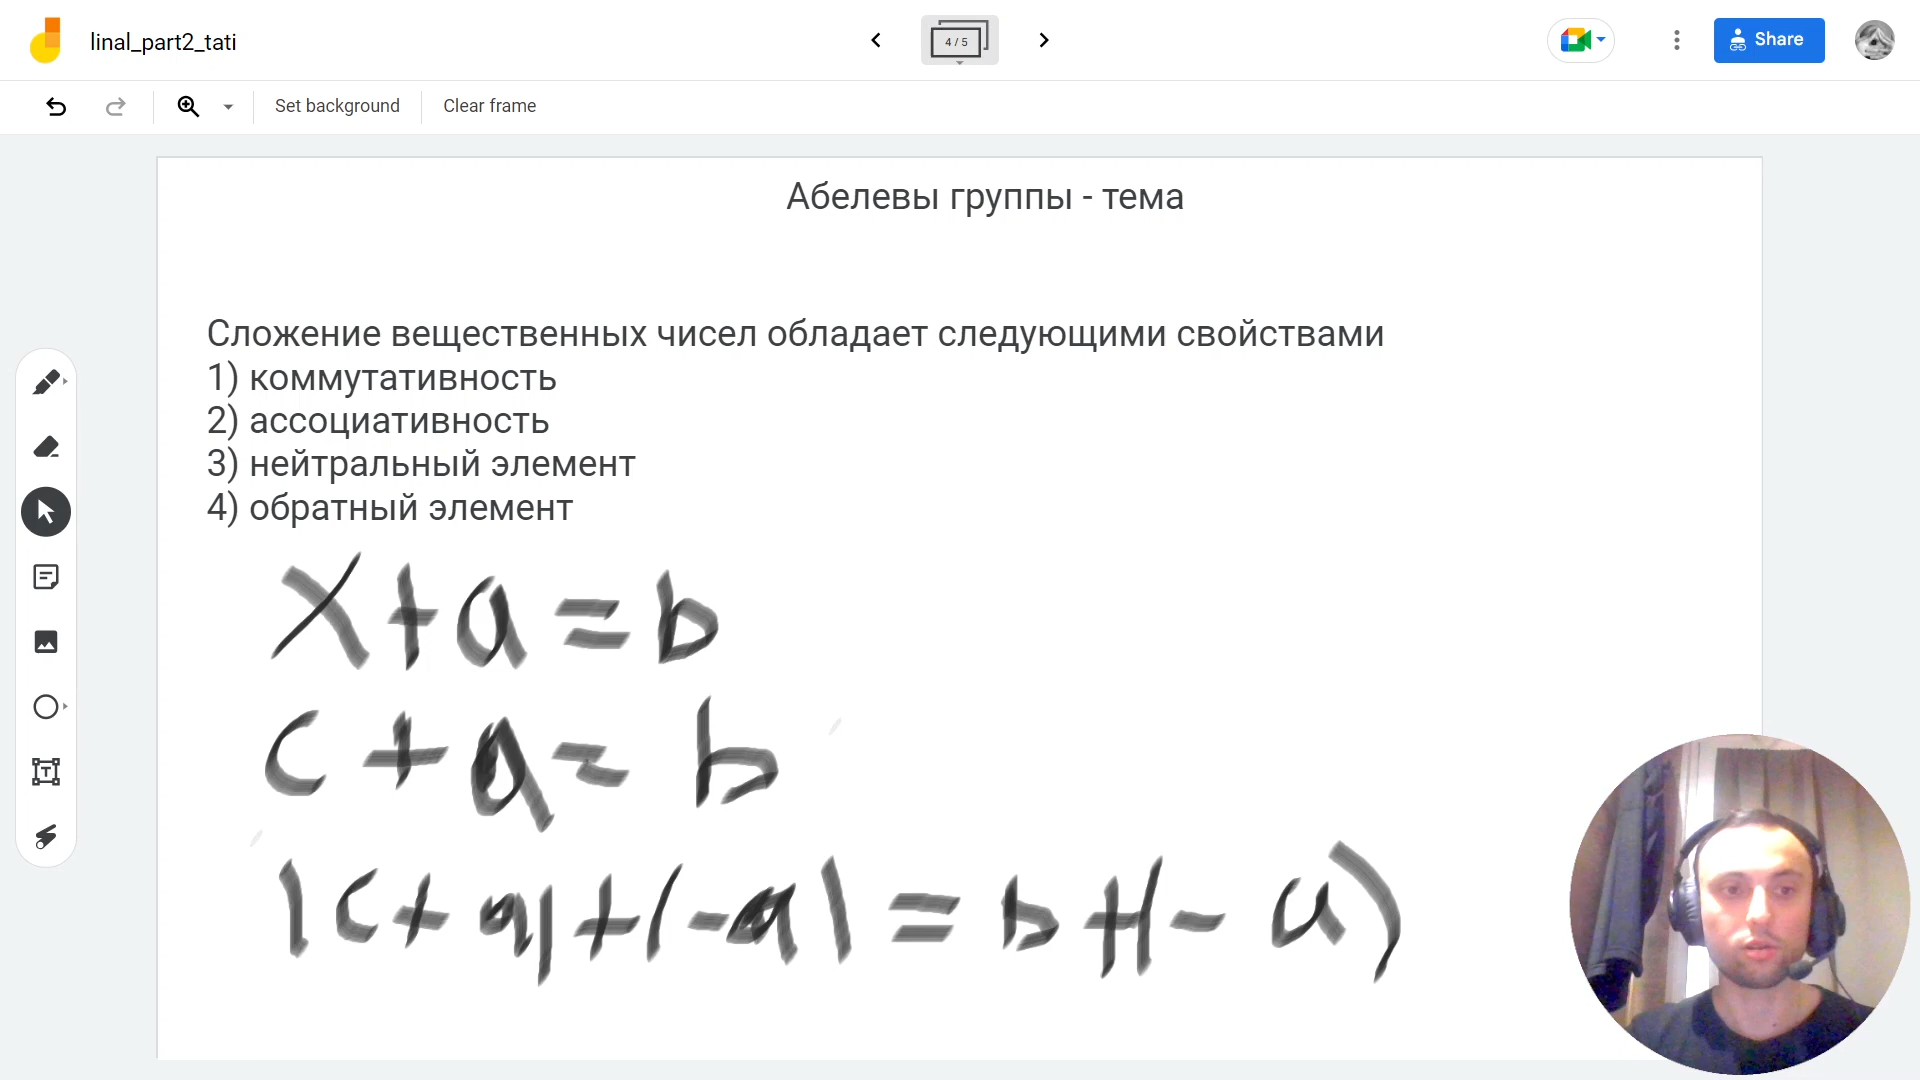 linal_part2_tati
4 / 5
Share
Set background
Clear frame
Абелевы группы - тема
Сложение вещественных чисел обладает следующими свойствами
1) коммутативность
2) ассоциативность
3) нейтральный элемент
4) обратный элемент
x+a=b
c+a=b
(c+a)+(-a)=b+(-a)